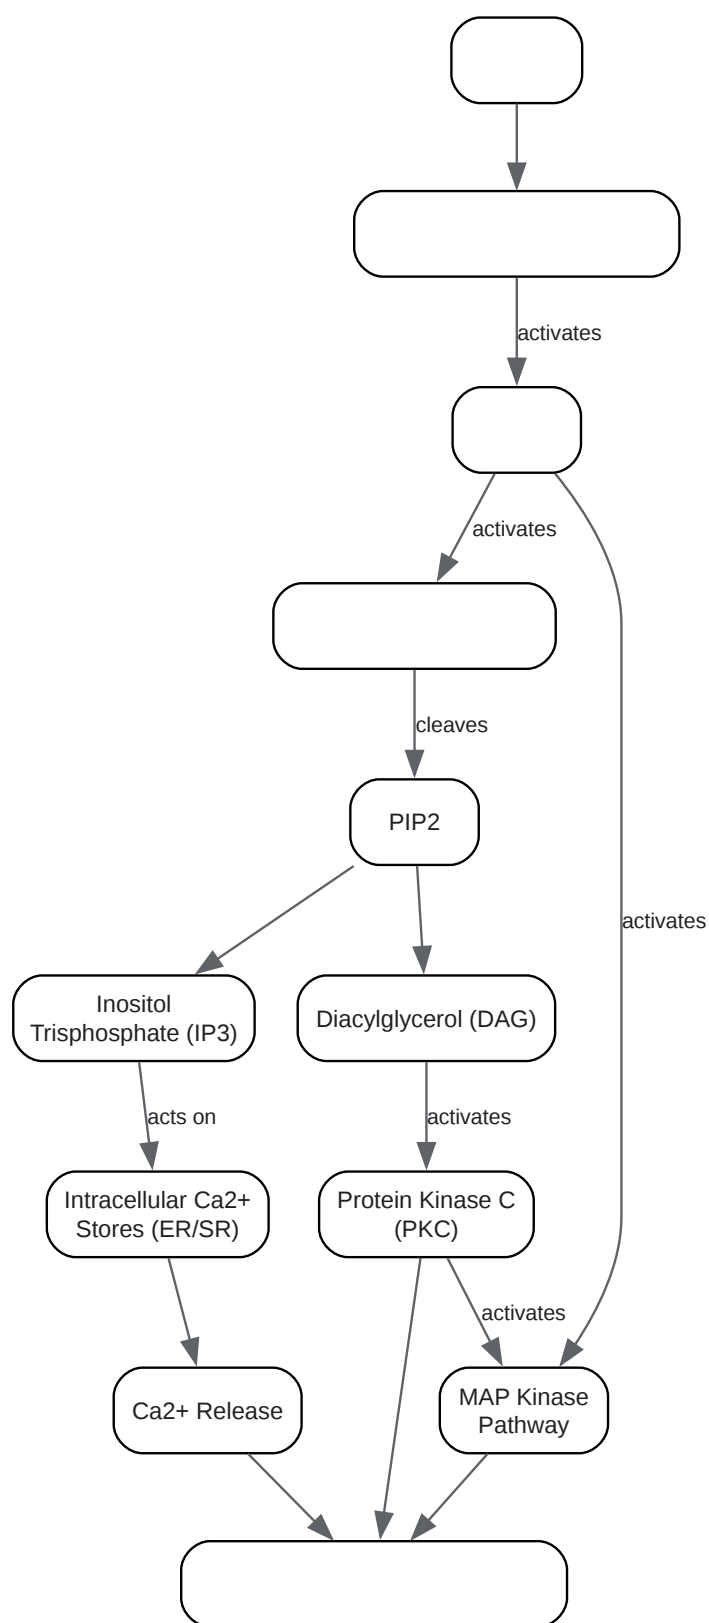 activates
activates
cleaves
PIP2
activates
Inositol
Trisphosphate (IP3)
Diacylglycerol (DAG)
acts on
activates
Intracellular Ca2+
Stores (ER/SR)
Protein Kinase C
(PKC)
activates
Ca2+ Release
MAP Kinase
Pathway